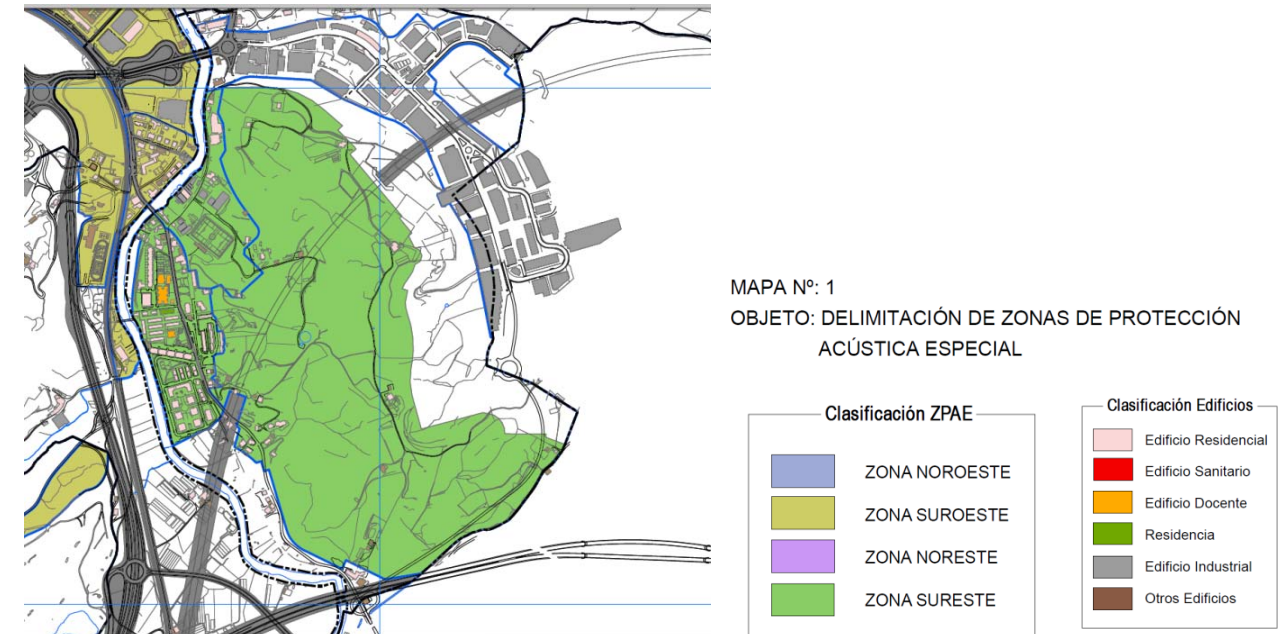 MAPA Nº: 1
OBJETO: DELIMITACIÓN DE ZONAS DE PROTECCIÓN
ACÚSTICA ESPECIAL
Clasificación ZPAE
ZONA NOROESTE
ZONA SUROESTE
ZONA NORESTE
ZONA SURESTE
Clasificación Edificios
Edificio Residencial
Edificio Sanitario
Edificio Docente
Residencia
Edificio Industrial
Otros Edificios